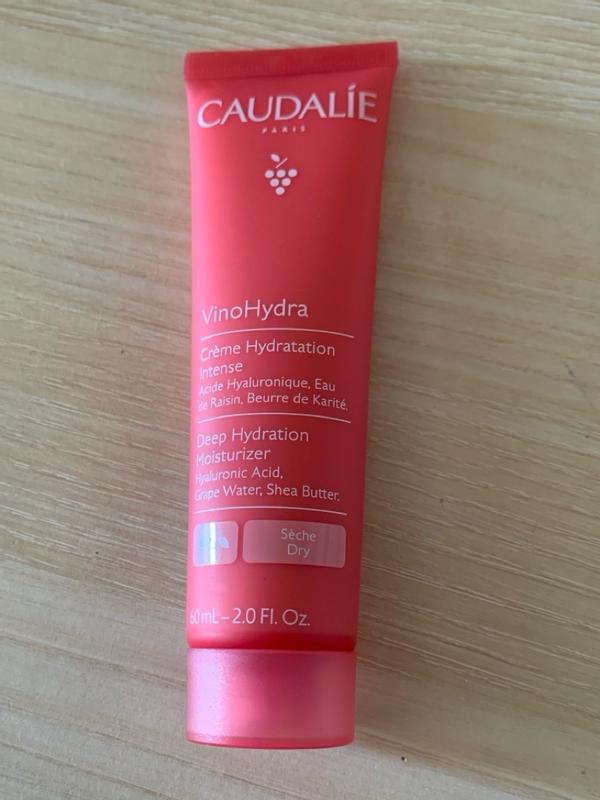 CAUDALÍE
PARIS
VinoHydra
Crème Hydratation
Intense
Acide Hyaluronique, Eau
de Raisin, Beurre de Karité.
Deep Hydration
Moisturizer
Hyaluronic Acid,
Grape Water, Shea Butter.
Sèche
Dry
60 mL – 2.0 Fl. Oz.